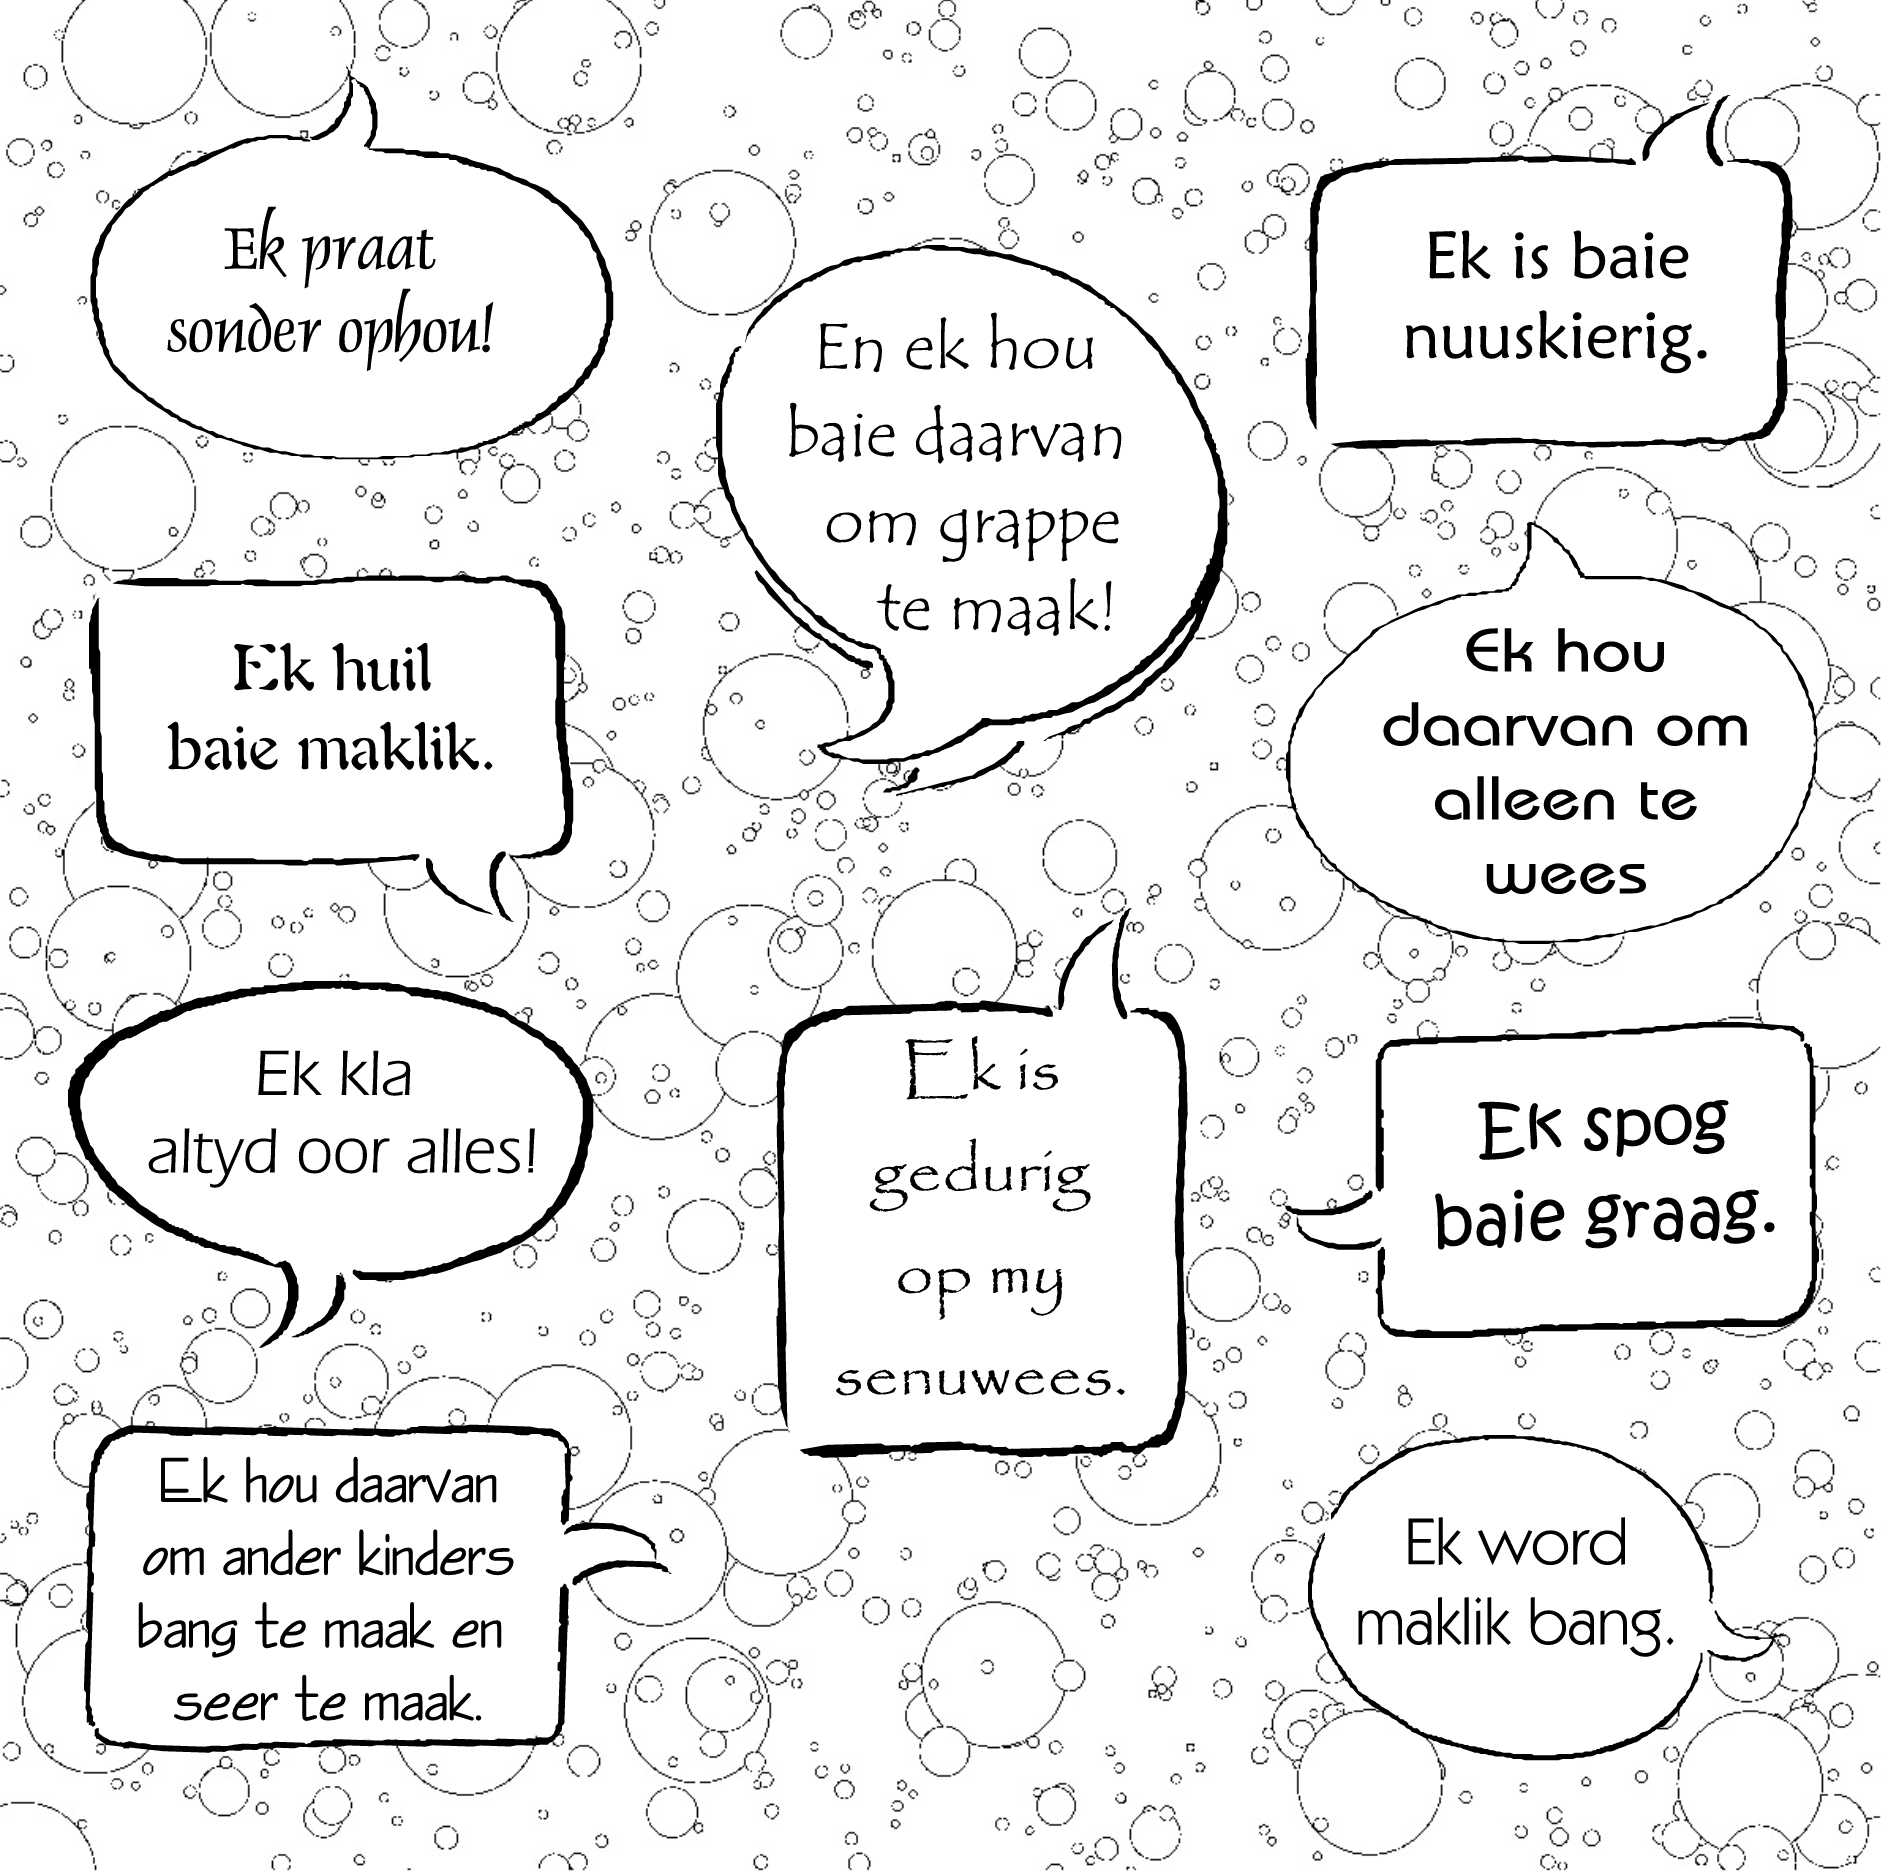 Ek praat
sonder ophou!
En ek hou
baie daarvan
om grappe
te maak!
Ek is baie
nuuskierig.
Ek huil
baie maklik.
Ek hou
daarvan om
alleen te
wees
Ek kla
altyd oor alles!
Ek is
gedurig
op my
senuwees.
Ek spog
baie graag.
Ek hou daarvan
om ander kinders
bang te maak en
seer te maak.
Ek word
maklik bang.